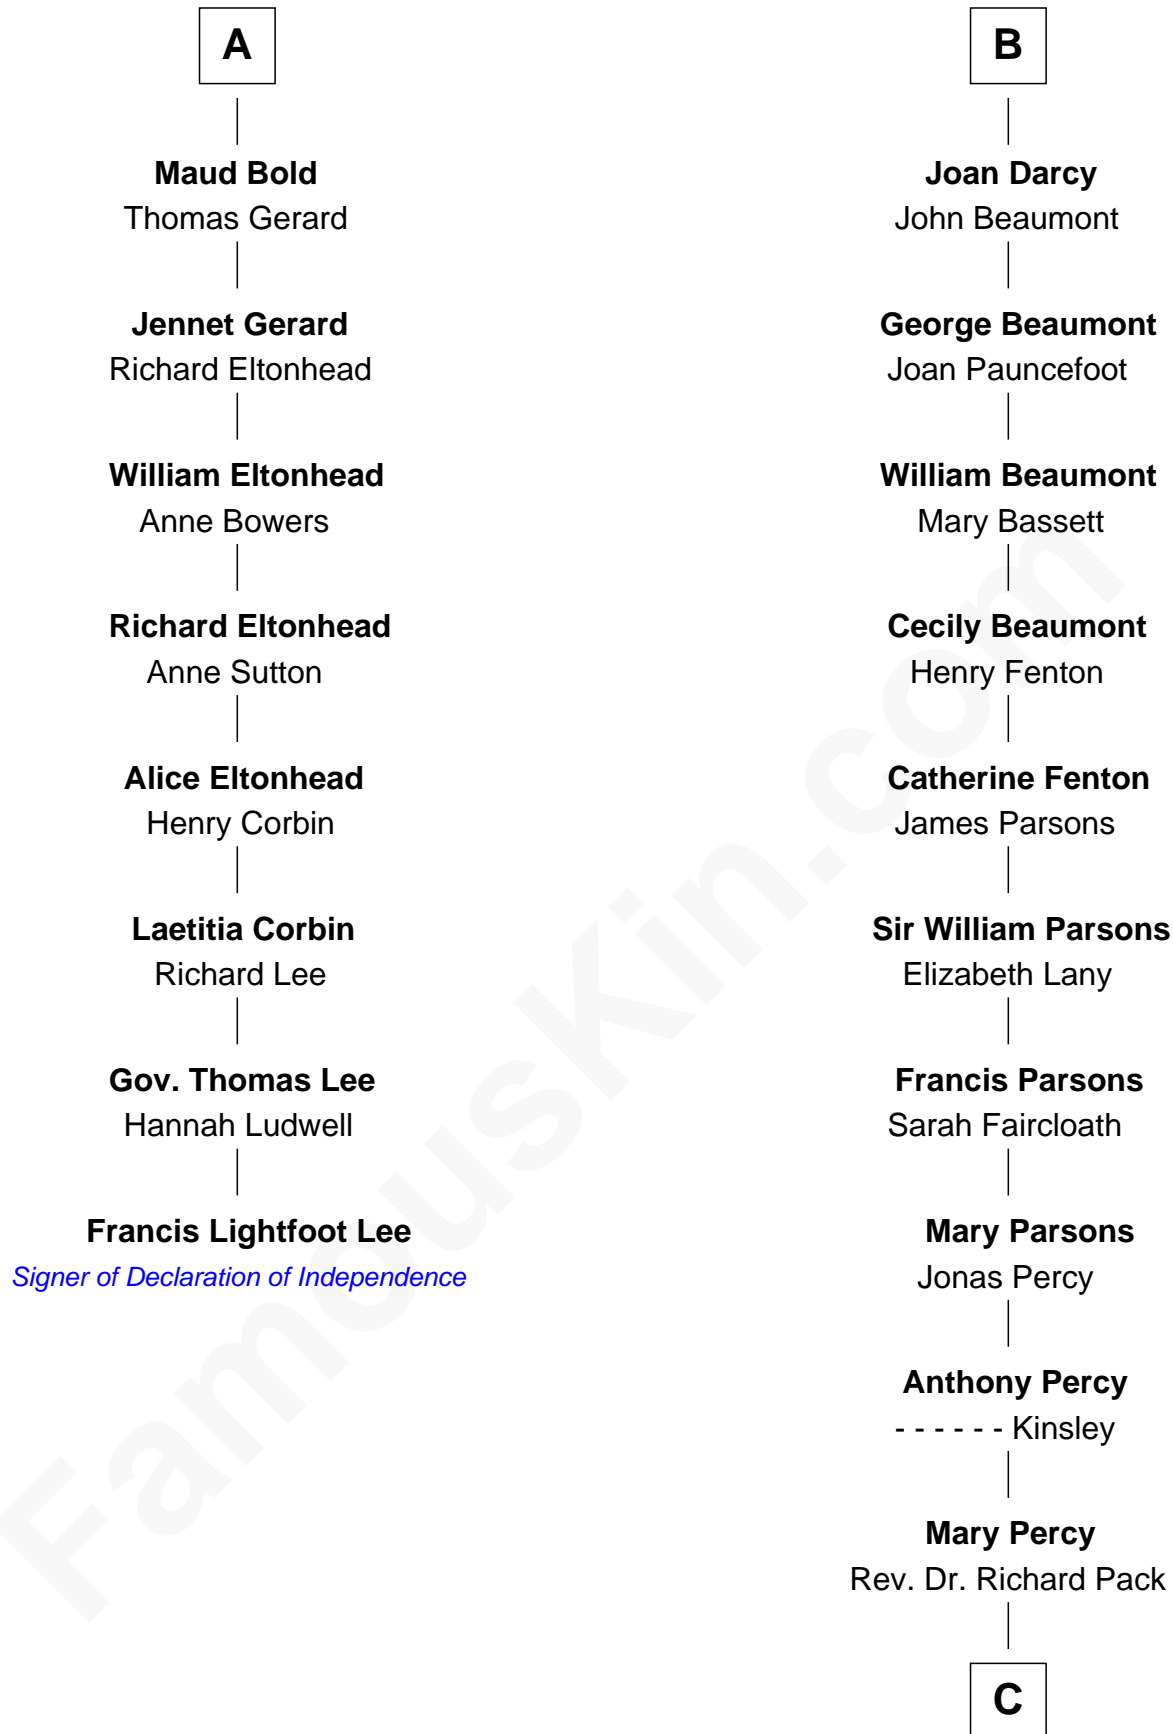 A
Maud Bold
Thomas Gerard
Jennet Gerard
Richard Eltonhead
William Eltonhead
Anne Bowers
Richard Eltonhead
Anne Sutton
Alice Eltonhead
Henry Corbin
Laetitia Corbin
Richard Lee
Gov. Thomas Lee
Hannah Ludwell
Francis Lightfoot Lee
Signer of Declaration of Independence
B
Joan Darcy
John Beaumont
George Beaumont
Joan Pauncefoot
William Beaumont
Mary Bassett
Cecily Beaumont
Henry Fenton
Catherine Fenton
James Parsons
Sir William Parsons
Elizabeth Lany
Francis Parsons
Sarah Faircloath
Mary Parsons
Jonas Percy
Anthony Percy
- - - - - - Kinsley
Mary Percy
Rev. Dr. Richard Pack
C
FamousKin.com